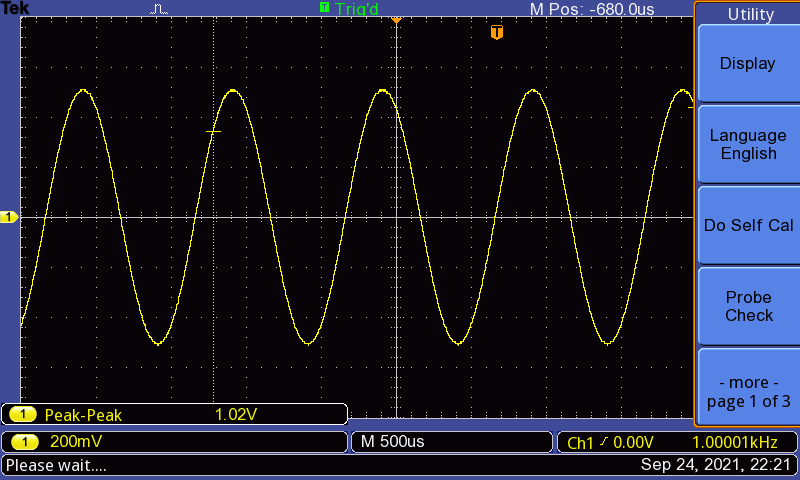 Tek
T Trig'd
M Pos: -680.0us
Utility
T
Display
Language
English
1
Do Self Cal
Probe
Check
- more -
page 1 of 3
1 Peak-Peak 1.02V
1 200mV
M 500us
Ch1 0.00V 1.00001kHz
Please wait....
Sep 24, 2021, 22:21